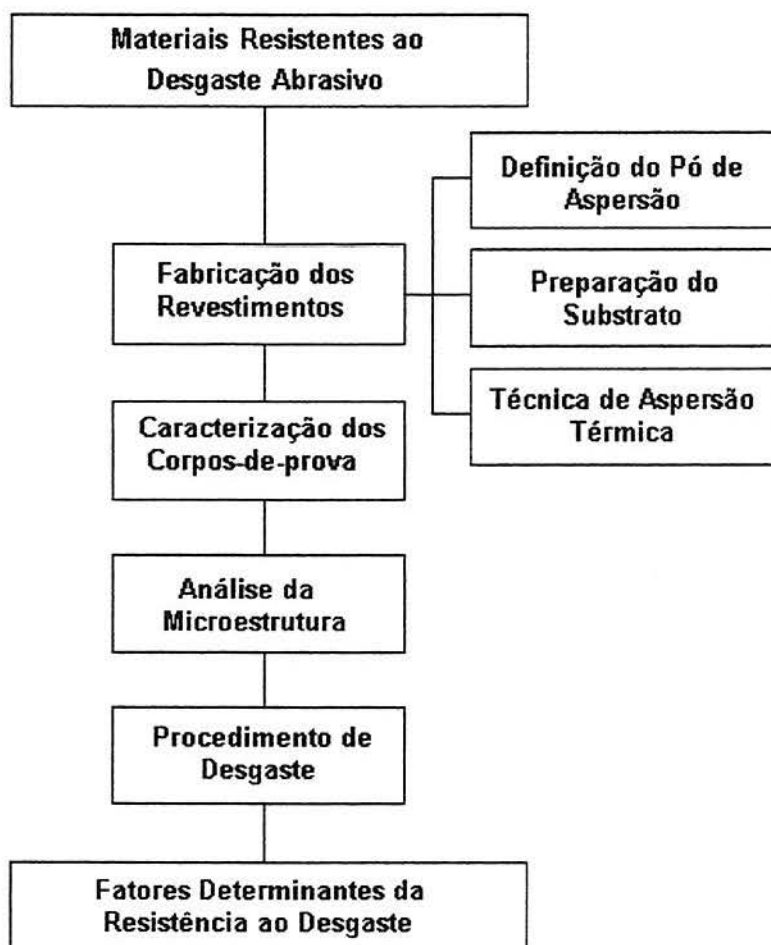 Materiais Resistentes ao
Desgaste Abrasivo
Definição do Pó de
Aspersão
Fabricação dos
Revestimentos
Preparação do
Substrato
Técnica de Aspersão
Térmica
Caracterização dos
Corpos-de-prova
Análise da
Microestrutura
Procedimento de
Desgaste
Fatores Determinantes da
Resistência ao Desgaste